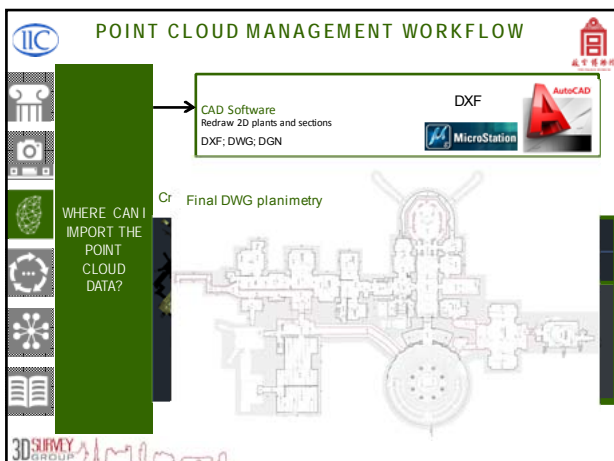 IIC
POINT CLOUD MANAGEMENT WORKFLOW
CAD Software
Redraw 2D plants and sections
DXF; DWG; DGN
DXF
MicroStation
AutoCAD
Cr
Final DWG planimetry
WHERE CAN I
IMPORT THE
POINT
CLOUD
DATA?
3D SURVEY
GROUP